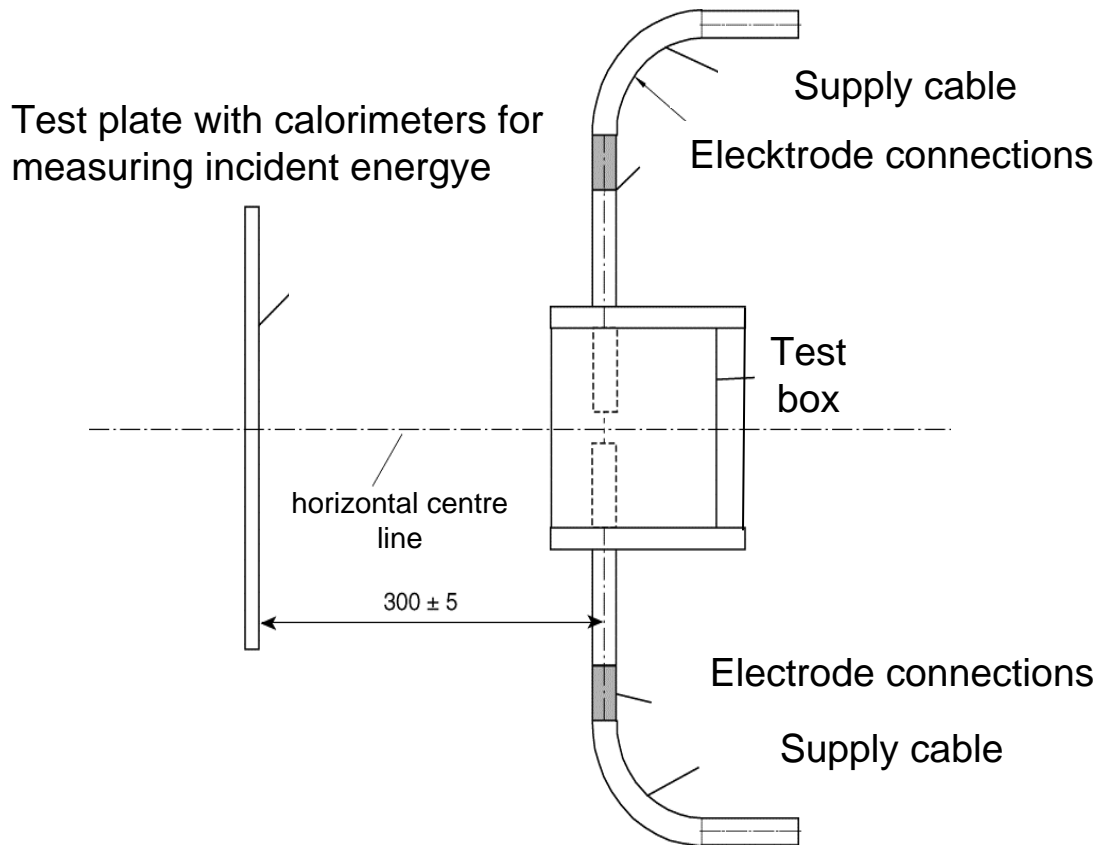 Supply cable
Test plate with calorimeters for
measuring incident energye
Elecktrode connections
Test
box
horizontal centre
line
300 ± 5
Electrode connections
Supply cable